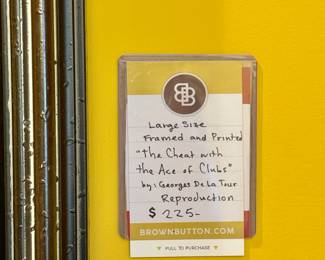 BB
Large Size
Framed and Printed
"The Cheat with
the Ace of Clubs"
by: Georges De La Tour
Reproduction
$ 225-
BROWNBUTTON.COM
PULL TO PURCHASE